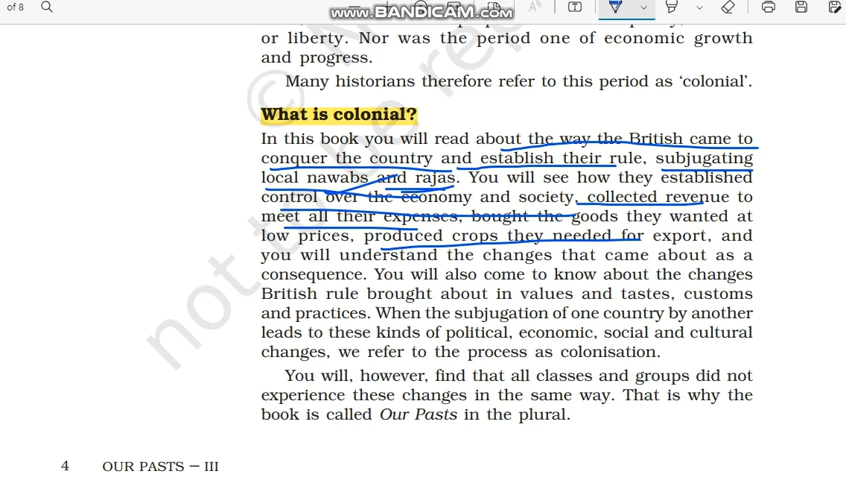 of 8
www.BANDICAM.com
or liberty. Nor was the period one of economic growth
and progress.
Many historians therefore refer to this period as ‘colonial’.
What is colonial?
In this book you will read about the way the British came to
conquer the country and establish their rule, subjugating
local nawabs and rajas. You will see how they established
control over the economy and society, collected revenue to
meet all their expenses, bought the goods they wanted at
low prices, produced crops they needed for export, and
you will understand the changes that came about as a
consequence. You will also come to know about the changes
British rule brought about in values and tastes, customs
and practices. When the subjugation of one country by another
leads to these kinds of political, economic, social and cultural
changes, we refer to the process as colonisation.
You will, however, find that all classes and groups did not
experience these changes in the same way. That is why the
book is called Our Pasts in the plural.
4 OUR PASTS – III
not to be rep